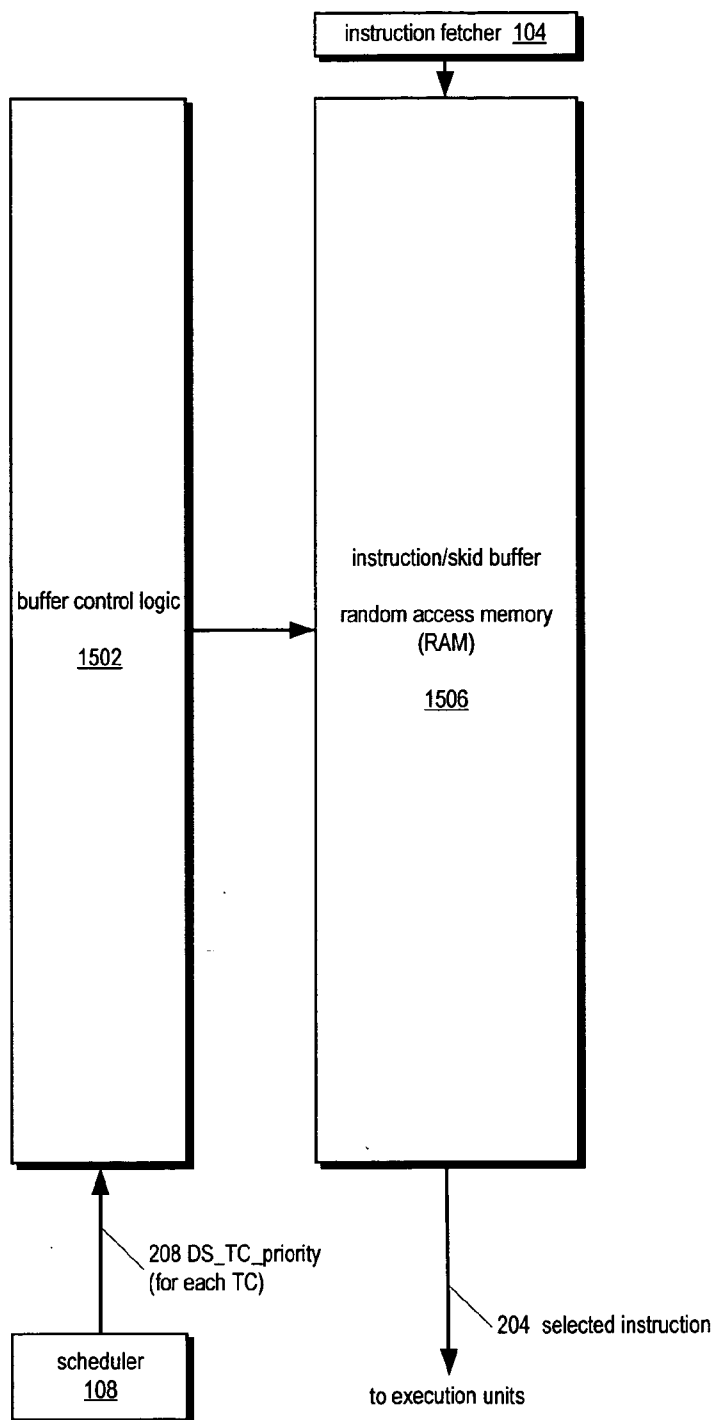 instruction fetcher 104
buffer control logic
1502
instruction/skid buffer
random access memory
(RAM)
1506
208 DS_TC_priority
(for each TC)
scheduler
108
204 selected instruction
to execution units